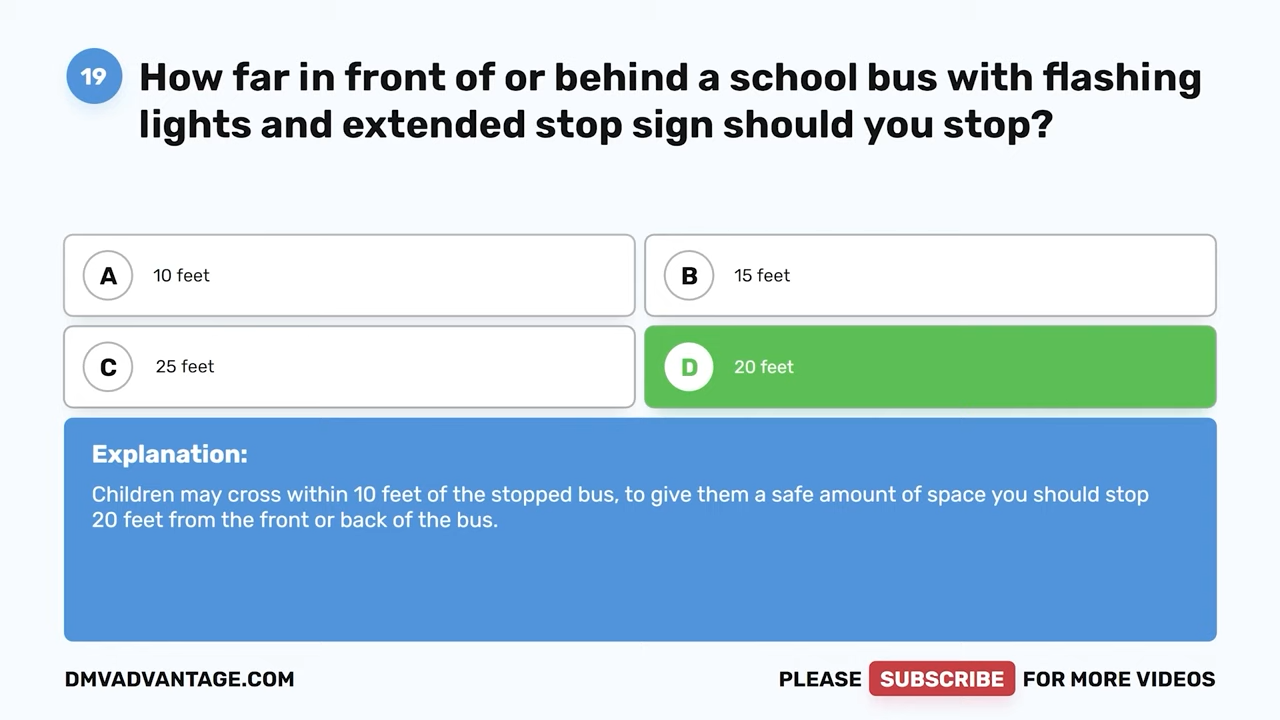 19
How far in front of or behind a school bus with flashing
lights and extended stop sign should you stop?
A 10 feet
B 15 feet
C 25 feet
D 20 feet
Explanation:
Children may cross within 10 feet of the stopped bus, to give them a safe amount of space you should stop
20 feet from the front or back of the bus.
DMVADVANTAGE.COM
PLEASE SUBSCRIBE FOR MORE VIDEOS